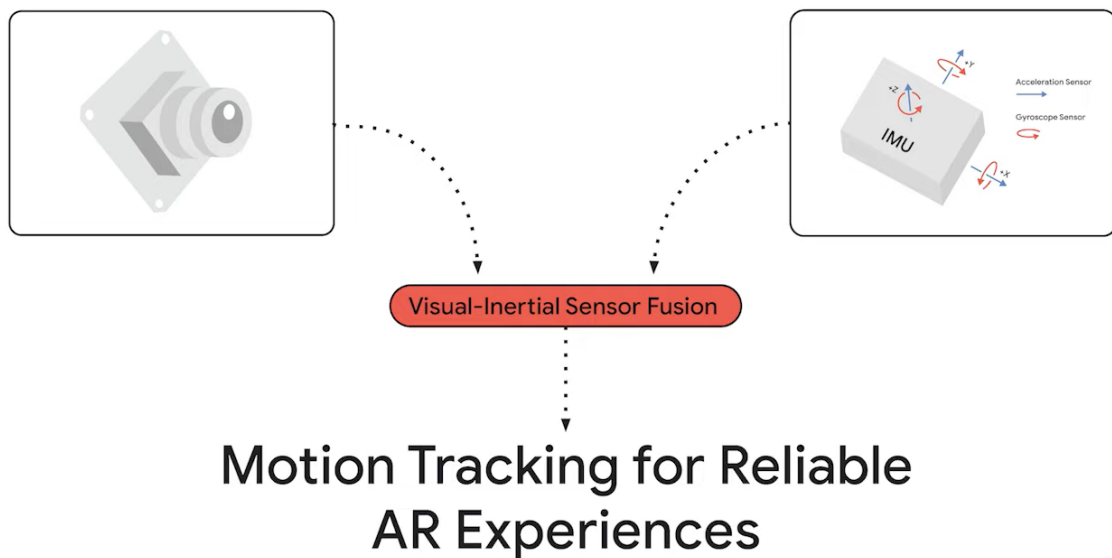 +Y
Acceleration Sensor
+Z
Gyroscope Sensor
IMU
+X
Visual-Inertial Sensor Fusion
Motion Tracking for Reliable
AR Experiences